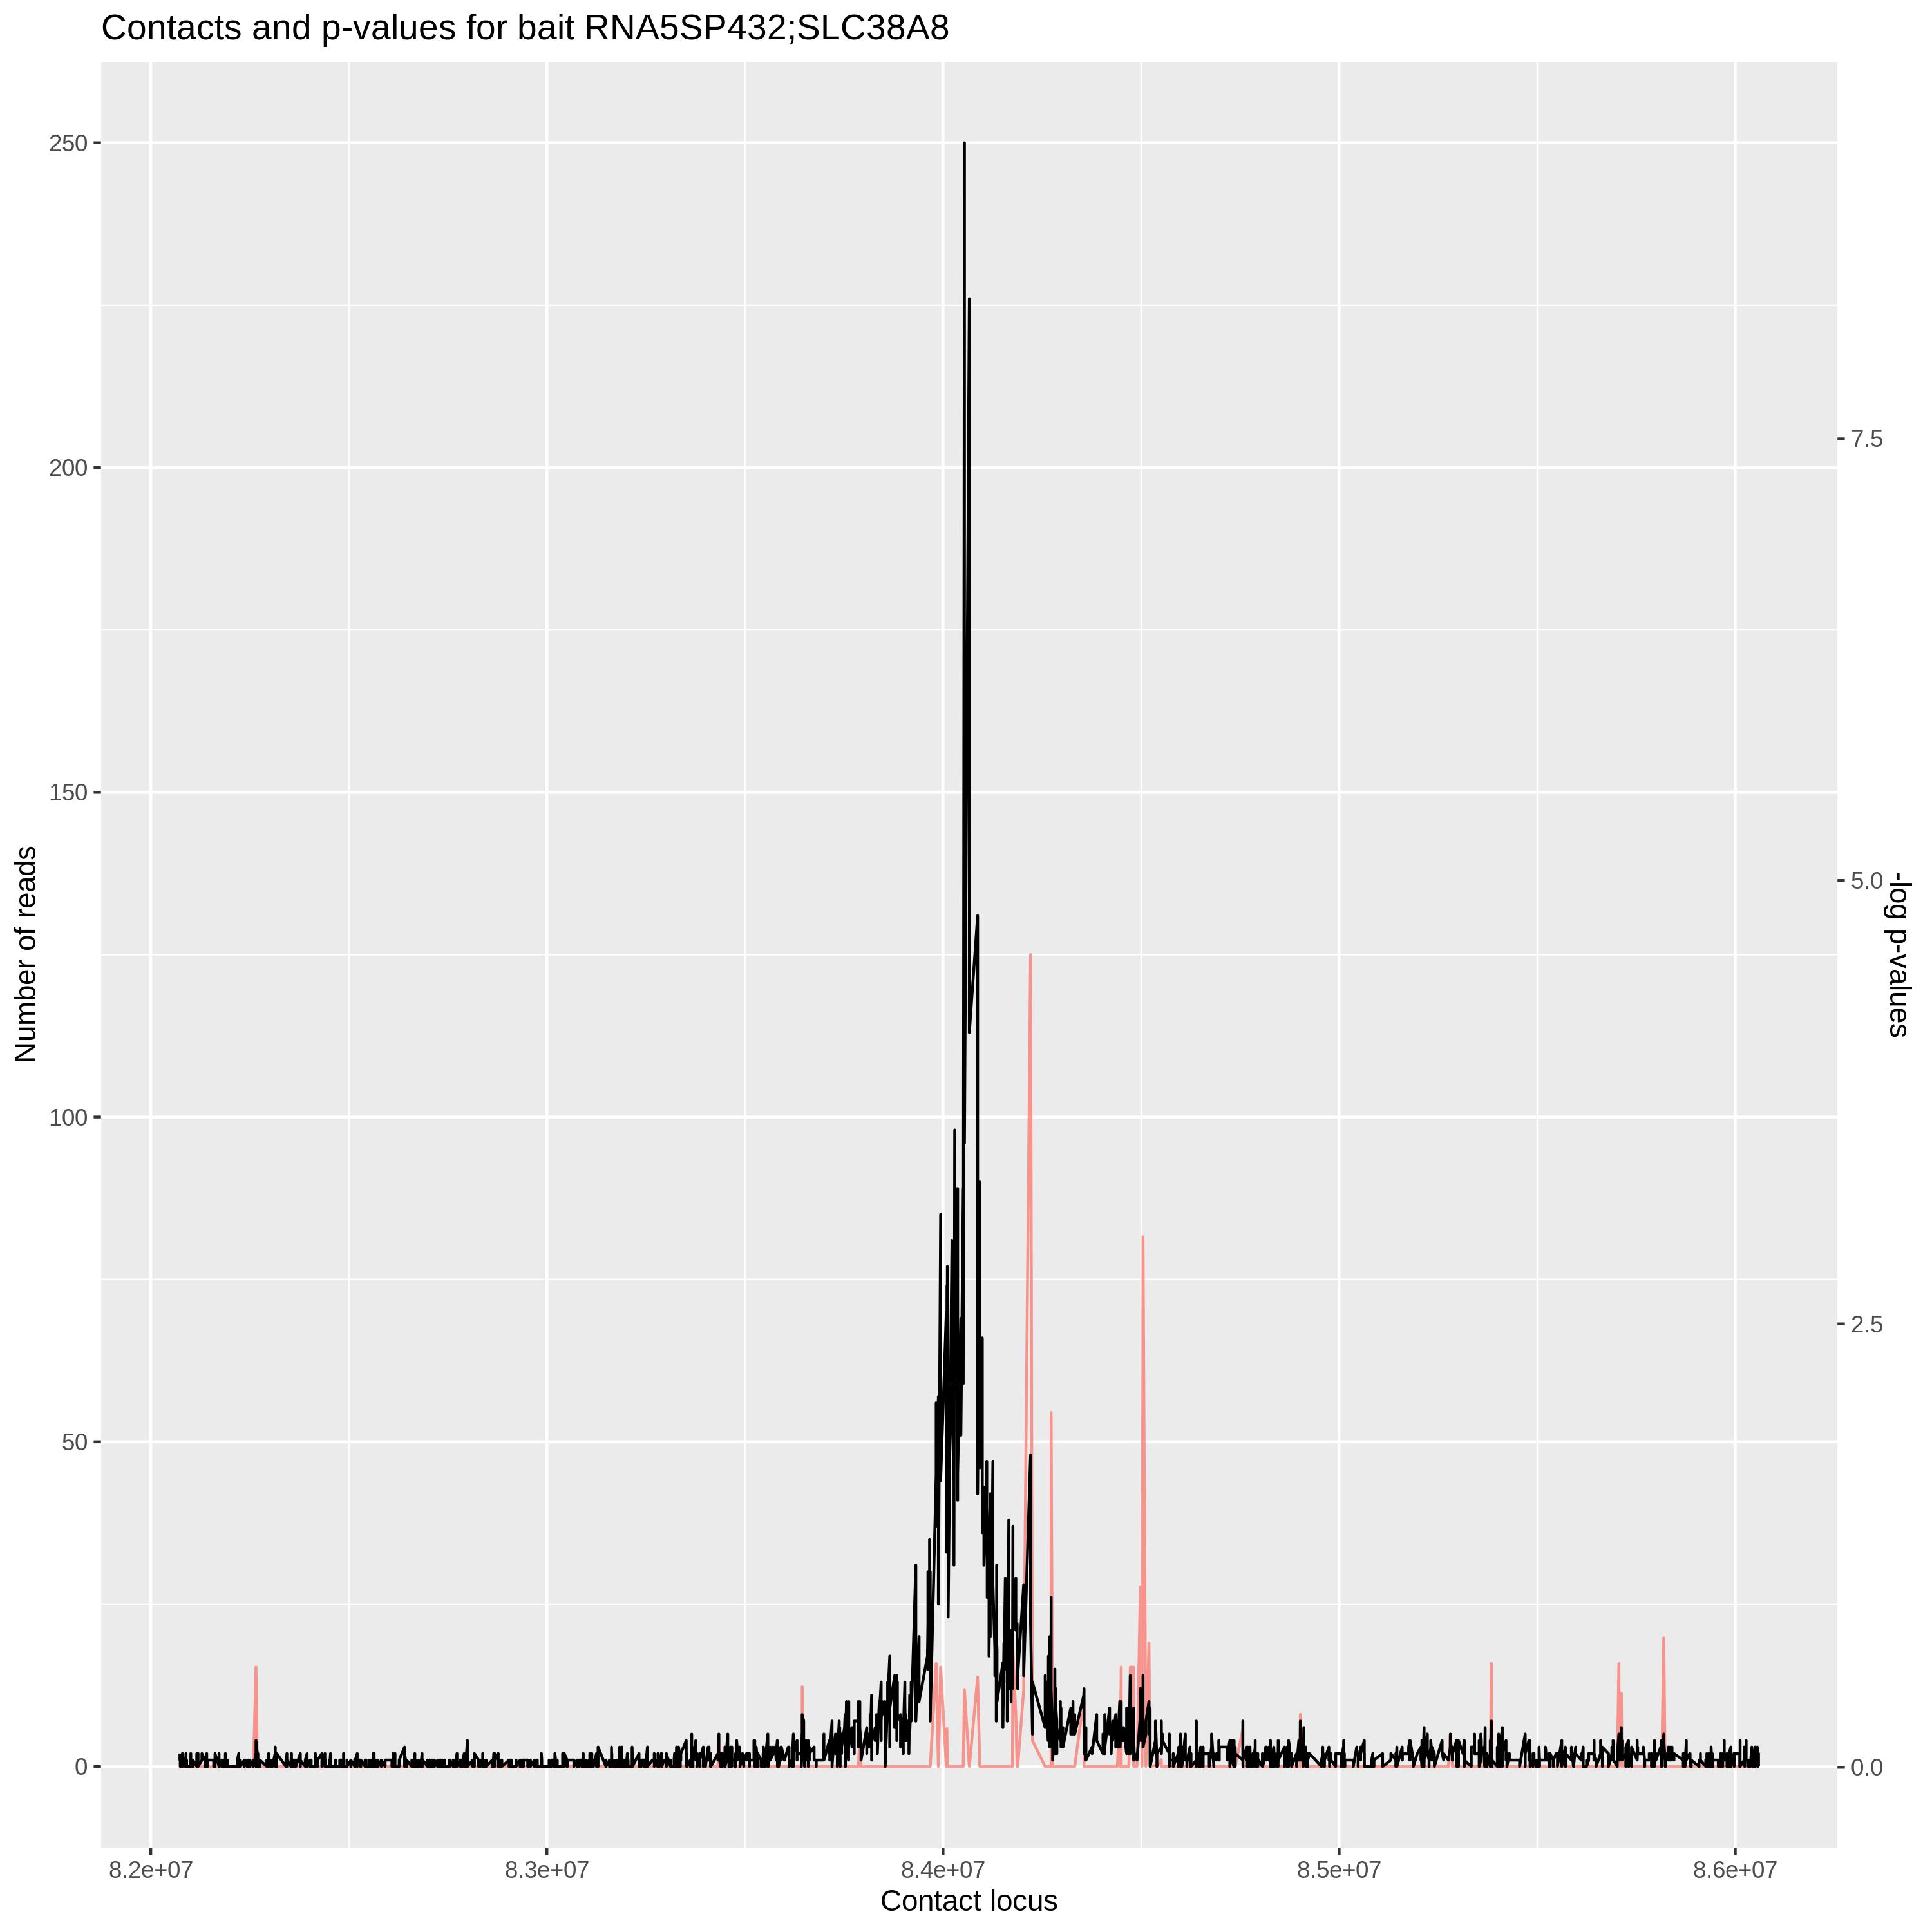 Contacts and p-values for bait RNA5SP432;SLC38A8
250
200
150
100
50
0
Number of reads
7.5
5.0
2.5
0.0
-log p-values
8.2e+07 8.3e+07 8.4e+07 8.5e+07 8.6e+07
Contact locus